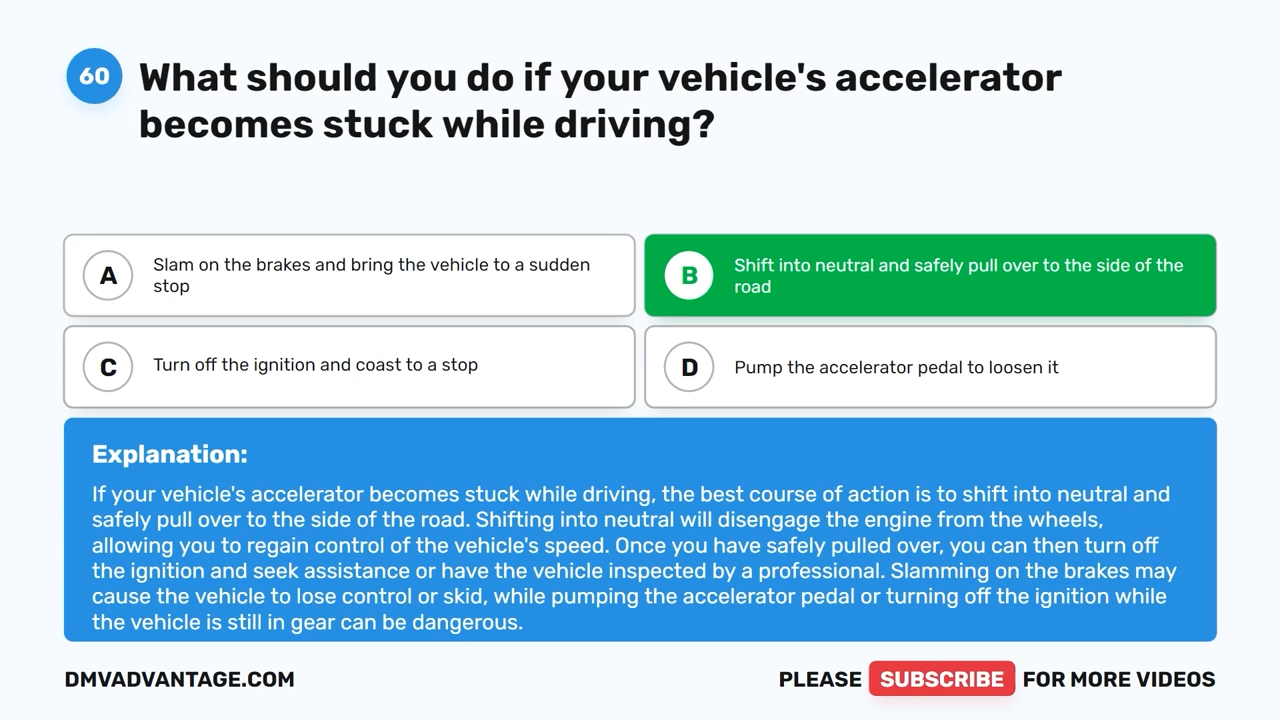 60
What should you do if your vehicle's accelerator
becomes stuck while driving?
A
Slam on the brakes and bring the vehicle to a sudden
stop
B
Shift into neutral and safely pull over to the side of the
road
C
Turn off the ignition and coast to a stop
D
Pump the accelerator pedal to loosen it
Explanation:
If your vehicle's accelerator becomes stuck while driving, the best course of action is to shift into neutral and
safely pull over to the side of the road. Shifting into neutral will disengage the engine from the wheels,
allowing you to regain control of the vehicle's speed. Once you have safely pulled over, you can then turn off
the ignition and seek assistance or have the vehicle inspected by a professional. Slamming on the brakes may
cause the vehicle to lose control or skid, while pumping the accelerator pedal or turning off the ignition while
the vehicle is still in gear can be dangerous.
DMVADVANTAGE.COM
PLEASE SUBSCRIBE FOR MORE VIDEOS